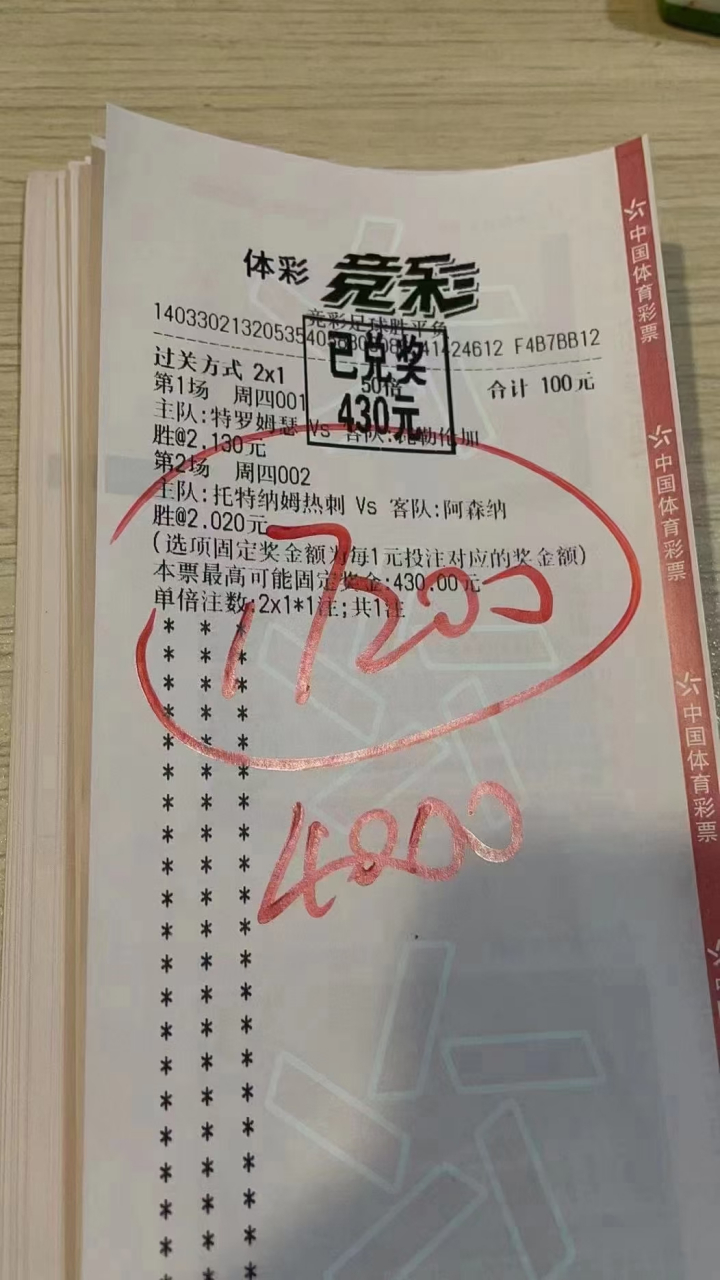 体彩 竞彩
竞彩足球胜平负
F4B7BB12
已兑奖
430元
过关方式 2x1
50倍
合计 100元
第1场 周四001
主队:特罗姆瑟 Vs 客队:
胜@2.130元
第2场 周四002
主队:托特纳姆热刺 Vs 客队:阿森纳
胜@2.020元
(选项固定奖金额为每1元投注对应的奖金额)
本票最高可能固定奖金:430.00元
单倍注数:2x1*1注;共1注
17200
4000
中国体育彩票
中国体育彩票
中国体育彩票
中